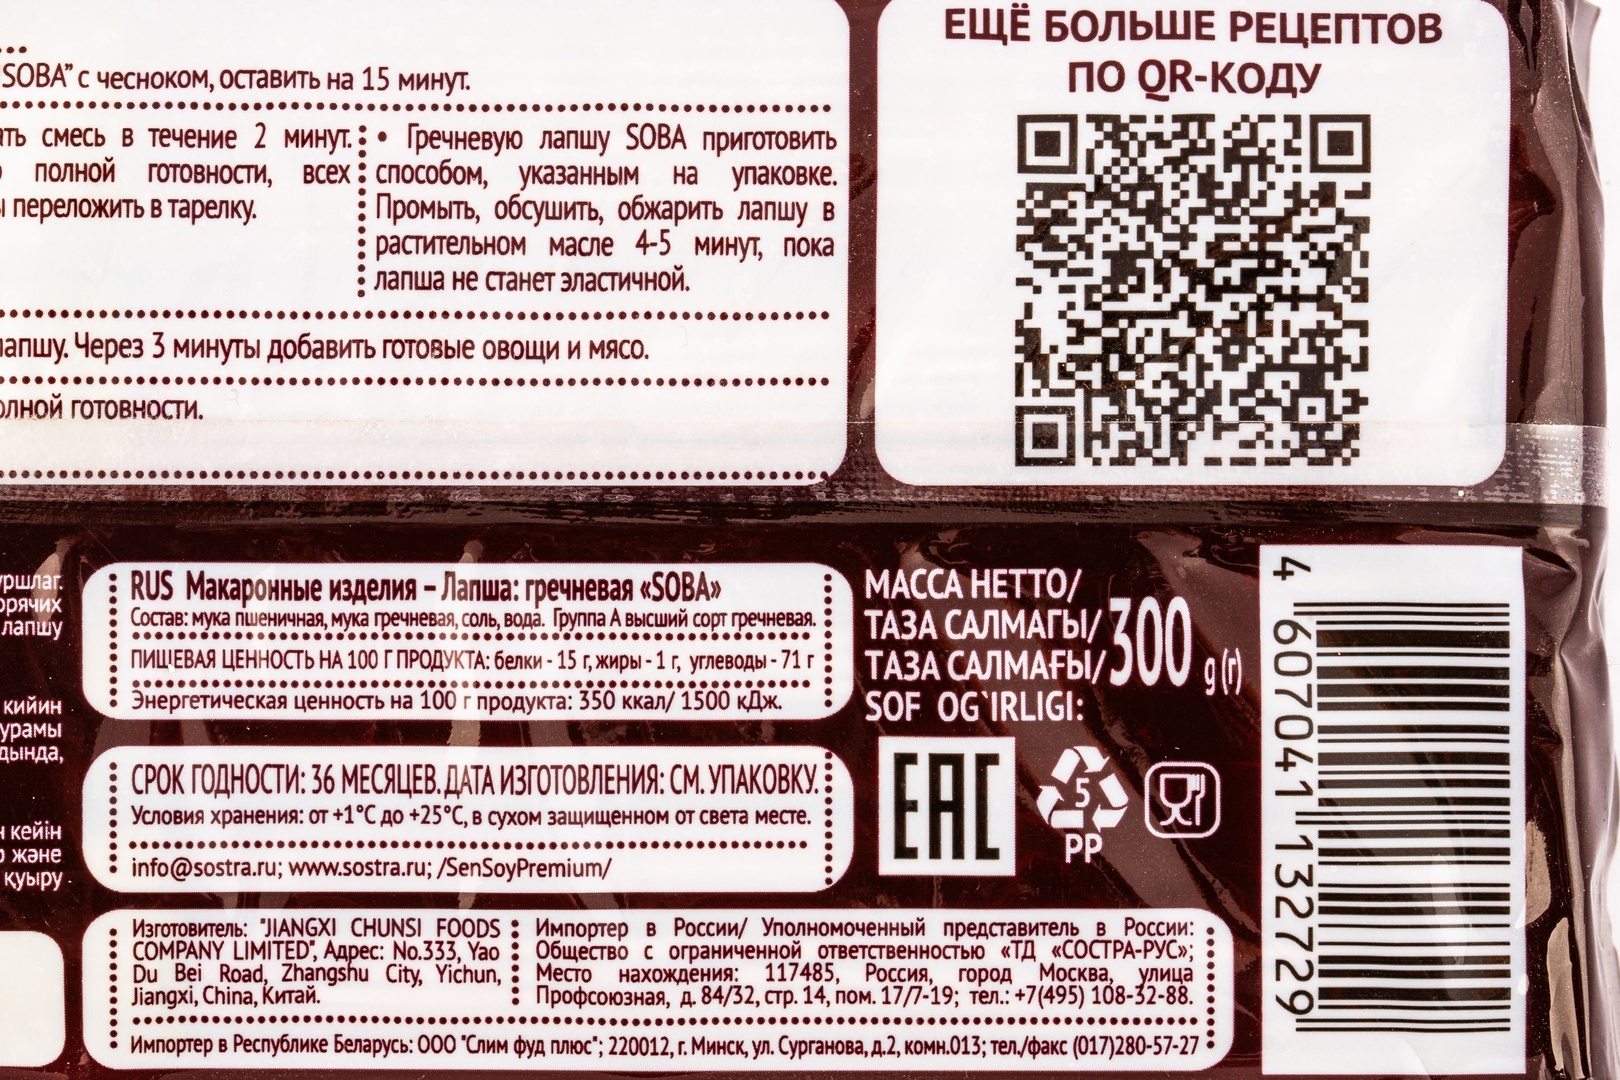 SOBA” с чесноком, оставить на 15 минут.
смесь в течение 2 минут.
полной готовности, всех
переложить в тарелку.
• Гречневую лапшу SOBA приготовить
способом, указанным на упаковке.
Промыть, обсушить, обжарить лапшу в
растительном масле 4-5 минут, пока
лапша не станет эластичной.
Через 3 минуты добавить готовые овощи и мясо.
готовности.
ЕЩЁ БОЛЬШЕ РЕЦЕПТОВ
ПО QR-КОДУ
лапшу
кийин
кейін
және
қуыру
RUS Макаронные изделия – Лапша: гречневая «SOBA»
Состав: мука пшеничная, мука гречневая, соль, вода. Группа А высший сорт гречневая.
ПИЩЕВАЯ ЦЕННОСТЬ НА 100 Г ПРОДУКТА: белки - 15 г, жиры - 1 г, углеводы - 71 г
Энергетическая ценность на 100 г продукта: 350 ккал/ 1500 кДж.
СРОК ГОДНОСТИ: 36 МЕСЯЦЕВ. ДАТА ИЗГОТОВЛЕНИЯ: СМ. УПАКОВКУ.
Условия хранения: от +1°С до +25°С, в сухом защищенном от света месте.
info@sostra.ru; www.sostra.ru; /SenSoyPremium/
МАССА НЕТТО/
ТАЗА САЛМАГЫ/
ТАЗА САЛМАҒЫ/
SOF OG`IRLIGI:
300 g (г)
EAC
5
PP
4 607041 132729
Изготовитель: "JIANGXI CHUNSI FOODS
COMPANY LIMITED", Адрес: No.333, Yao
Du Bei Road, Zhangshu City, Yichun,
Jiangxi, China, Китай.
Импортер в России/ Уполномоченный представитель в России:
Общество с ограниченной ответственностью «ТД «СОСТРА-РУС»;
Место нахождения: 117485, Россия, город Москва, улица
Профсоюзная, д. 84/32, стр. 14, пом. 17/7-19; тел.: +7(495) 108-32-88.
Импортер в Республике Беларусь: ООО "Слим фуд плюс"; 220012, г. Минск, ул. Сурганова, д.2, комн.013; тел./факс (017)280-57-27